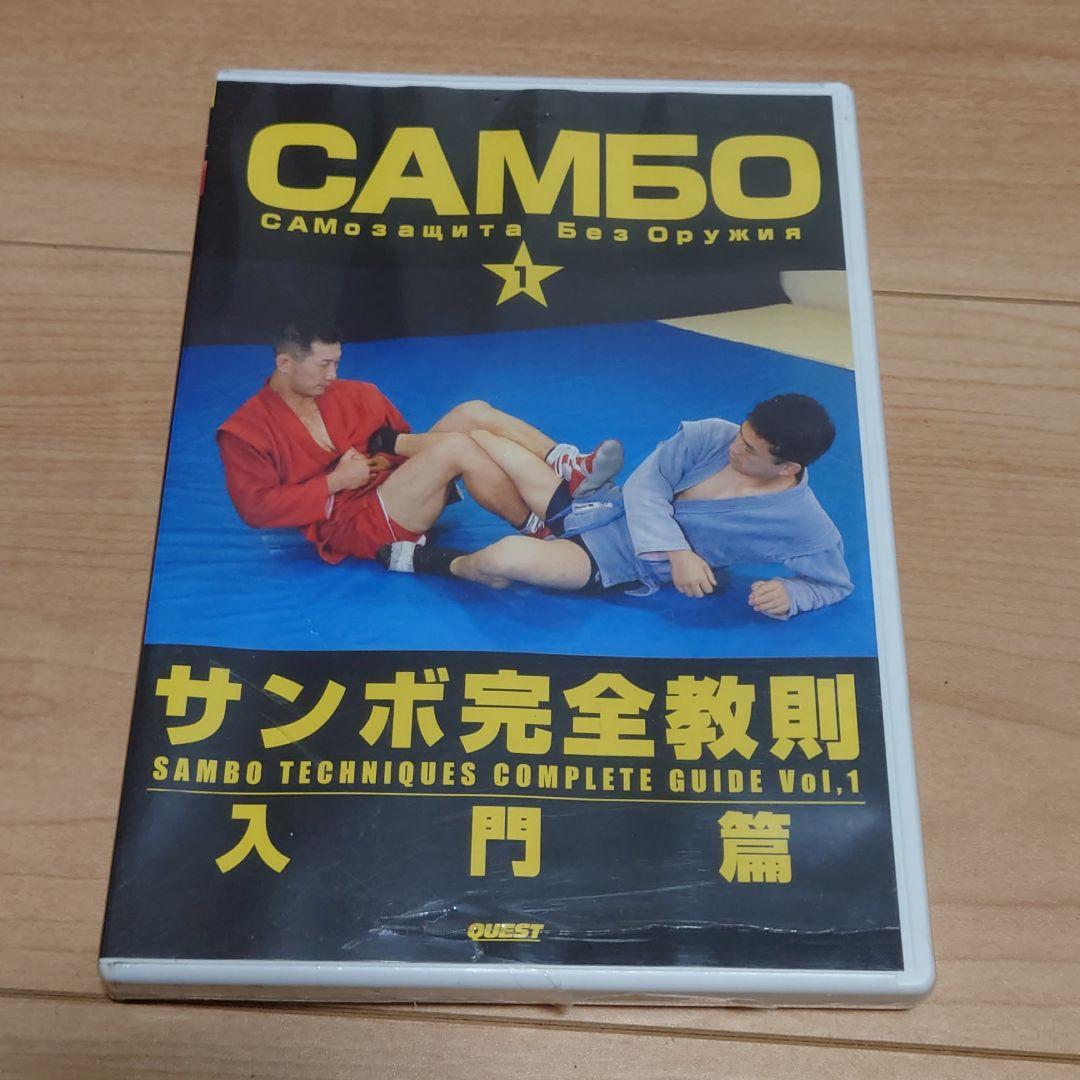 САМБО
САМозащита Без Оружия
1
サンボ完全教則
SAMBO TECHNIQUES COMPLETE GUIDE Vol,1
入門篇
QUEST